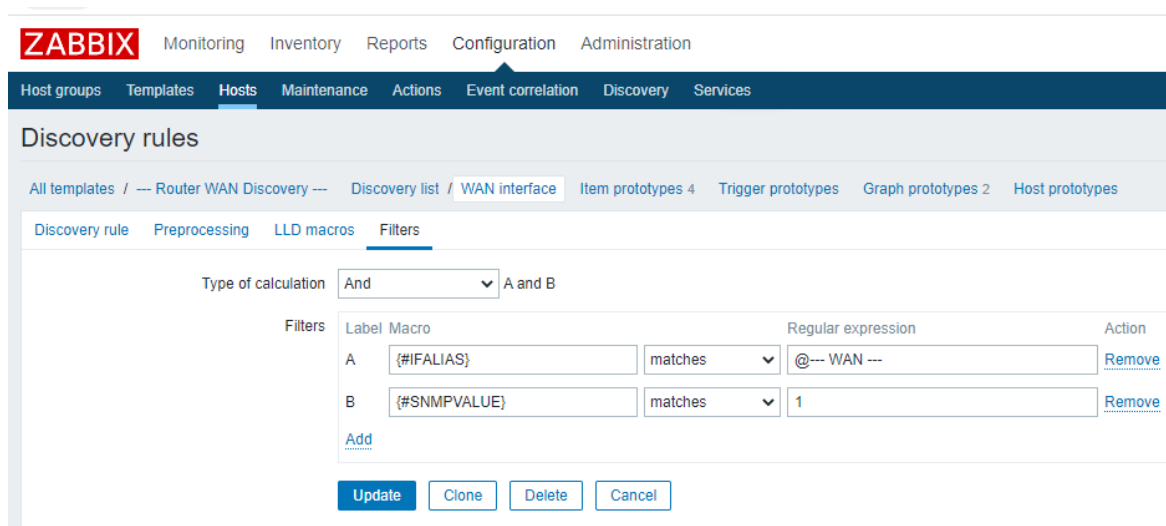 ZABBIX Monitoring Inventory Reports Configuration Administration
Host groups Templates Hosts Maintenance Actions Event correlation Discovery Services
Discovery rules
All templates / --- Router WAN Discovery --- Discovery list / WAN interface Item prototypes 4 Trigger prototypes Graph prototypes 2 Host prototypes
Discovery rule Preprocessing LLD macros Filters
Type of calculation And A and B
Filters Label Macro Regular expression Action
A {#IFALIAS} matches @--- WAN --- Remove
B {#SNMPVALUE} matches 1 Remove
Add
Update Clone Delete Cancel